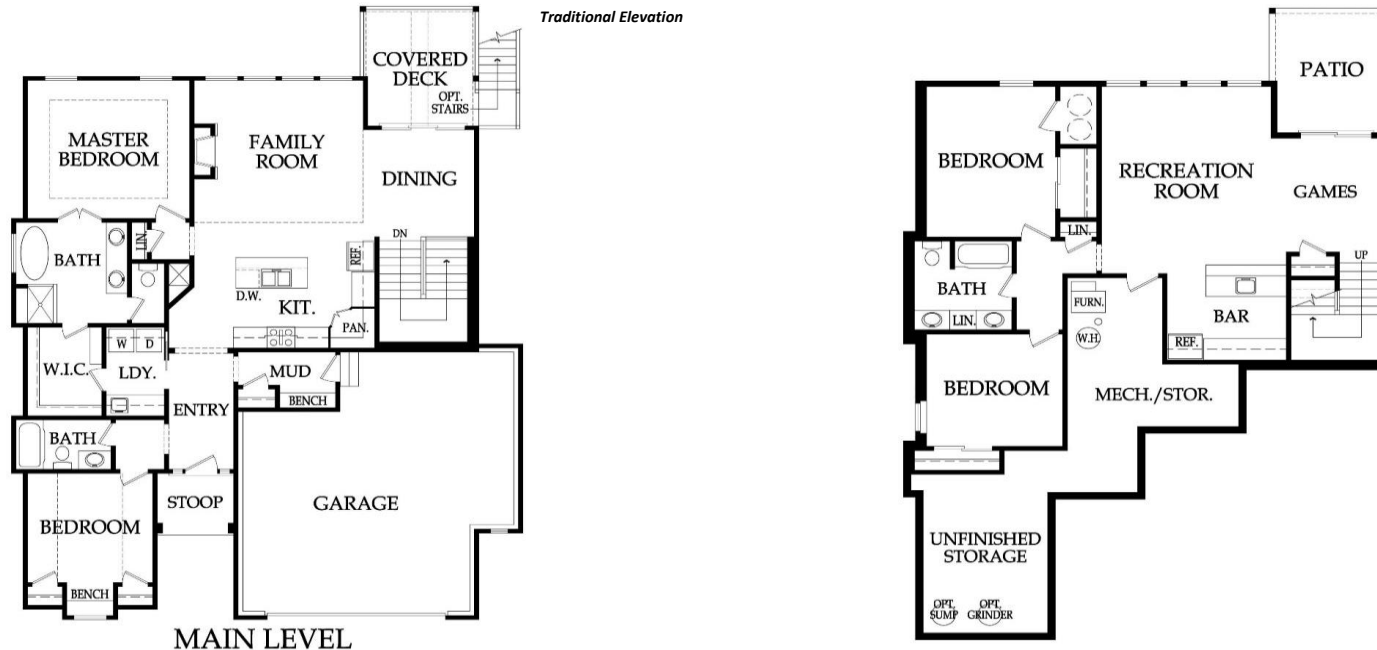 Traditional Elevation
COVERED
DECK
OPT.
STAIRS
MASTER
BEDROOM
FAMILY
ROOM
DINING
DN
LIN.
BATH
REF.
D.W.
KIT.
PAN.
W D
W.I.C.
LDY.
MUD
BENCH
ENTRY
BATH
STOOP
GARAGE
BEDROOM
BENCH
MAIN LEVEL
PATIO
BEDROOM
RECREATION
ROOM
GAMES
LIN.
UP
BATH
FURN.
LIN.
W.H.
BAR
REF.
BEDROOM
MECH./STOR.
UNFINISHED
STORAGE
OPT.
SUMP
OPT.
GRINDER